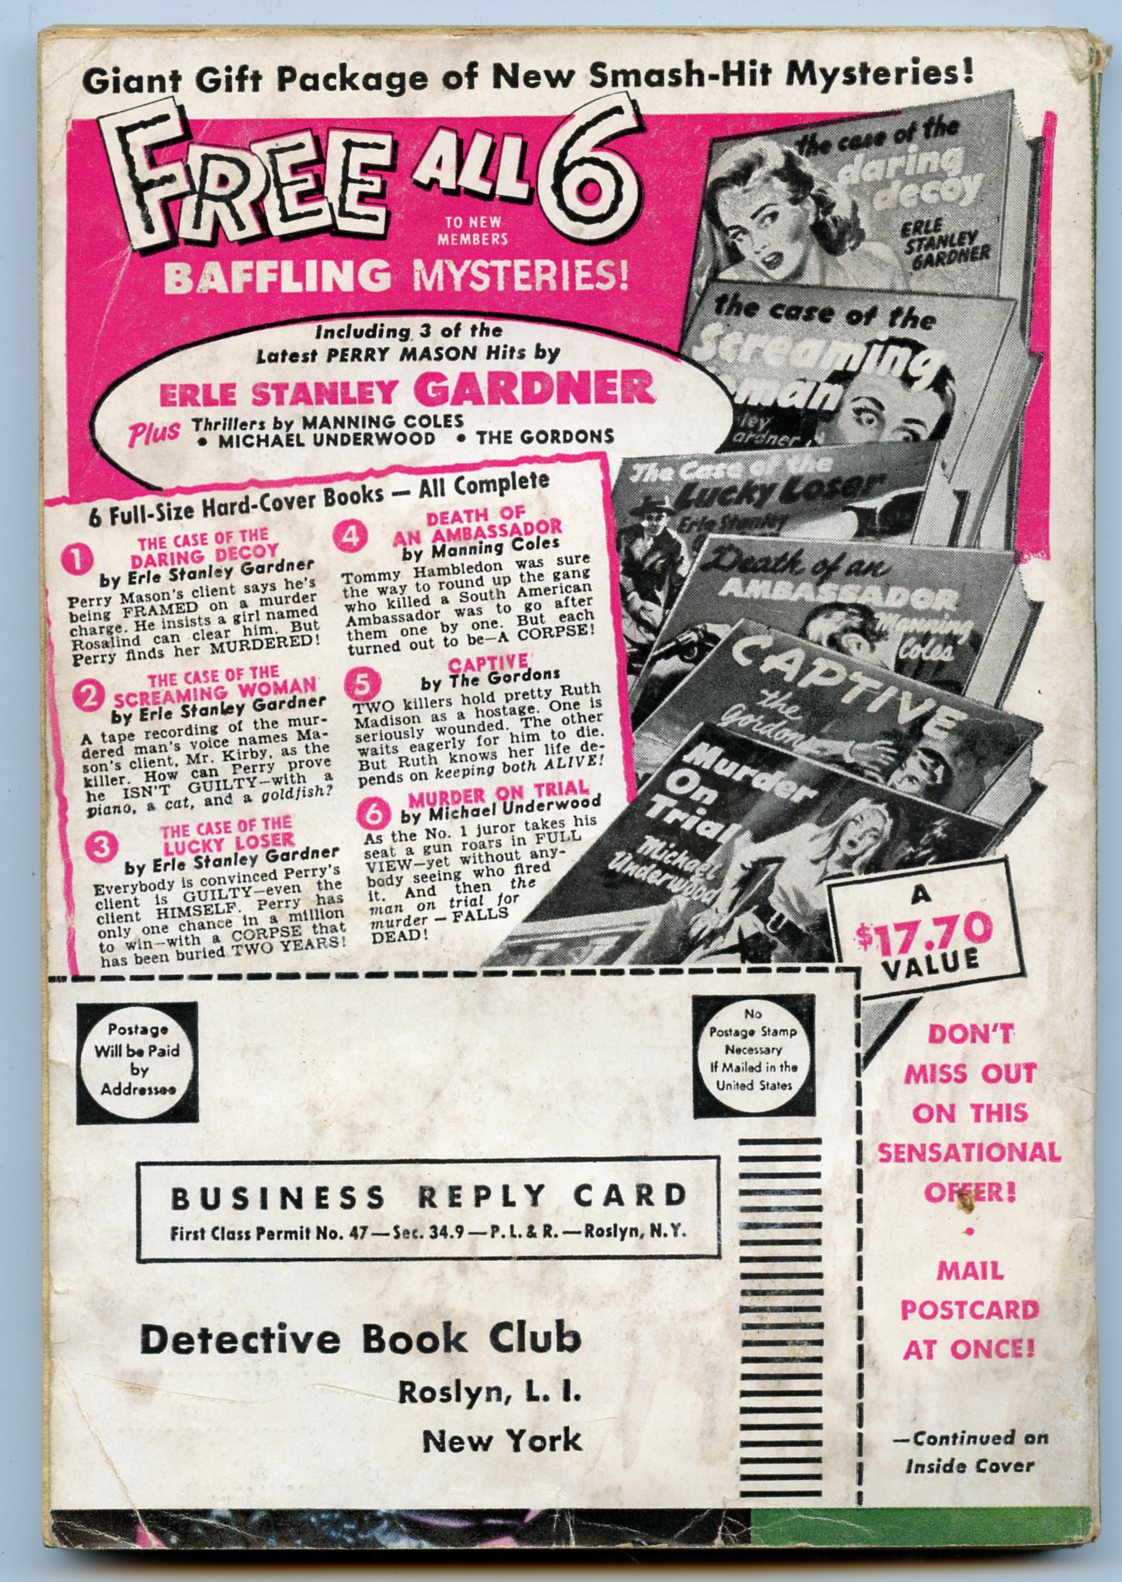 Giant Gift Package of New Smash-Hit Mysteries!
FREE ALL 6
TO NEW
MEMBERS
BAFFLING MYSTERIES!
Including 3 of the
Latest PERRY MASON Hits by
ERLE STANLEY GARDNER
Plus Thrillers by MANNING COLES
• MICHAEL UNDERWOOD • THE GORDONS
6 Full-Size Hard-Cover Books — All Complete
1 THE CASE OF THE
DARING DECOY
by Erle Stanley Gardner
Perry Mason's client says he's
being FRAMED on a murder
charge. He insists a girl named
Rosalind can clear him. But
Perry finds her MURDERED!
2 THE CASE OF THE
SCREAMING WOMAN
by Erle Stanley Gardner
A tape recording of the mur-
dered man's voice names Ma-
son's client, Mr. Kirby, as the
killer. How can Perry prove
he ISN'T GUILTY—with a
piano, a cat, and a goldfish?
3 THE CASE OF THE
LUCKY LOSER
by Erle Stanley Gardner
Everybody is convinced Perry's
client is GUILTY—even the
client HIMSELF. Perry has
only one chance in a million
to win—with a CORPSE that
has been buried TWO YEARS!
4 DEATH OF
AN AMBASSADOR
by Manning Coles
Tommy Hambledon was sure
the way to round up the gang
who killed a South American
Ambassador was to go after
them one by one. But each
turned out to be—A CORPSE!
5 CAPTIVE
by The Gordons
TWO killers hold pretty Ruth
Madison as a hostage. One is
seriously wounded. The other
waits eagerly for him to die.
But Ruth knows her life de-
pends on keeping both ALIVE!
6 MURDER ON TRIAL
by Michael Underwood
As the No. 1 juror takes his
seat a gun roars in FULL
VIEW—yet without any-
body seeing who fired
it. And then the
man on trial for
murder — FALLS
DEAD!
the case of the
daring
decoy
ERLE
STANLEY
GARDNER
the case of the
Screaming
oman
ley
ardner
The Case of the
Lucky Loser
Erle Stanley
Death of an
AMBASSADOR
Manning
Coles
CAPTIVE
the
Gordons
Murder
On
Trial
Michael
Underwood
A
$17.70
VALUE
Postage
Will be Paid
by
Addressee
No
Postage Stamp
Necessary
If Mailed in the
United States
BUSINESS REPLY CARD
First Class Permit No. 47—Sec. 34.9—P. L. & R.—Roslyn, N. Y.
Detective Book Club
Roslyn, L. I.
New York
DON'T
MISS OUT
ON THIS
SENSATIONAL
OFFER!
•
MAIL
POSTCARD
AT ONCE!
—Continued on
Inside Cover